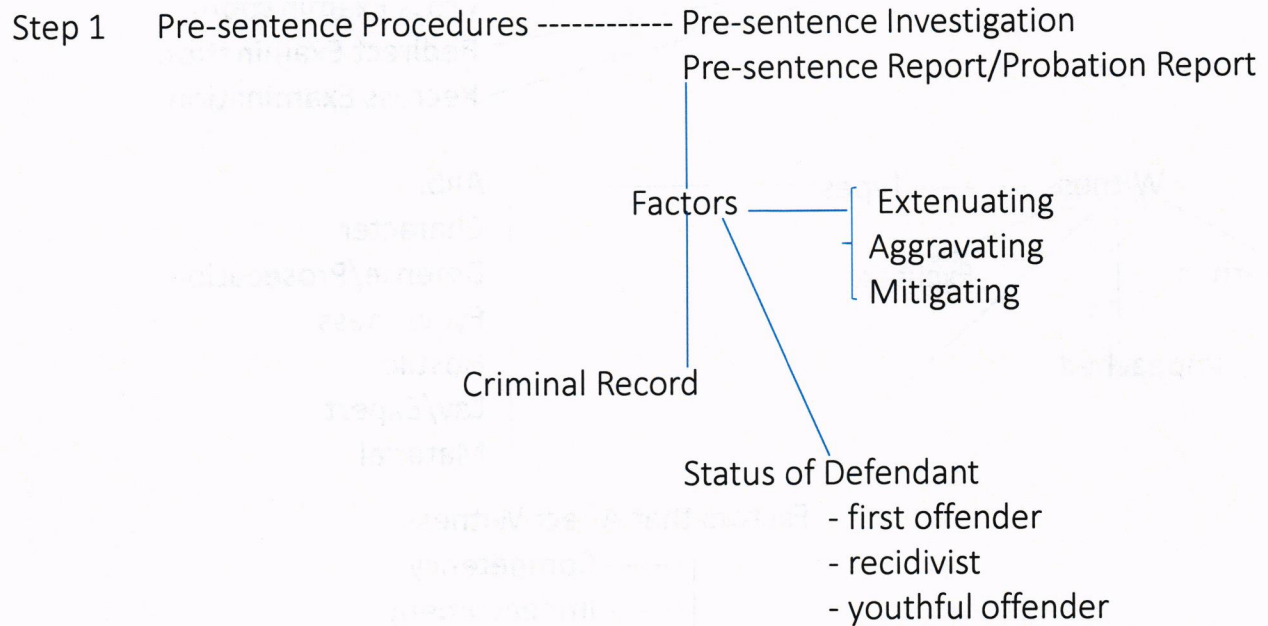 Step 1 Pre-sentence Procedures ------------ Pre-sentence Investigation
Pre-sentence Report/Probation Report
Factors
Extenuating
Aggravating
Mitigating
Criminal Record
Status of Defendant
- first offender
- recidivist
- youthful offender